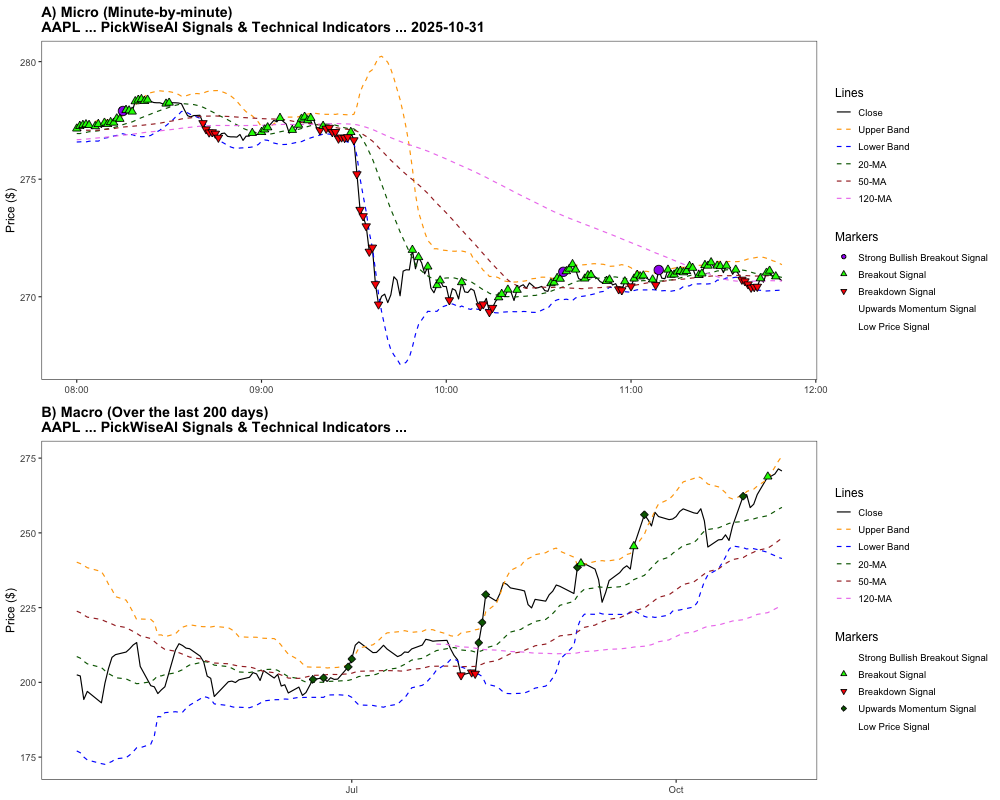 A) Micro (Minute-by-minute)
AAPL ... PickWiseAI Signals & Technical Indicators ... 2025-10-31
Price ($)
280
275
270
08:00
09:00
10:00
11:00
12:00
Lines
Close
Upper Band
Lower Band
20-MA
50-MA
120-MA
Markers
Strong Bullish Breakout Signal
Breakout Signal
Breakdown Signal
Upwards Momentum Signal
Low Price Signal
B) Macro (Over the last 200 days)
AAPL ... PickWiseAI Signals & Technical Indicators ...
Price ($)
275
250
225
200
175
Jul
Oct
Lines
Close
Upper Band
Lower Band
20-MA
50-MA
120-MA
Markers
Strong Bullish Breakout Signal
Breakout Signal
Breakdown Signal
Upwards Momentum Signal
Low Price Signal